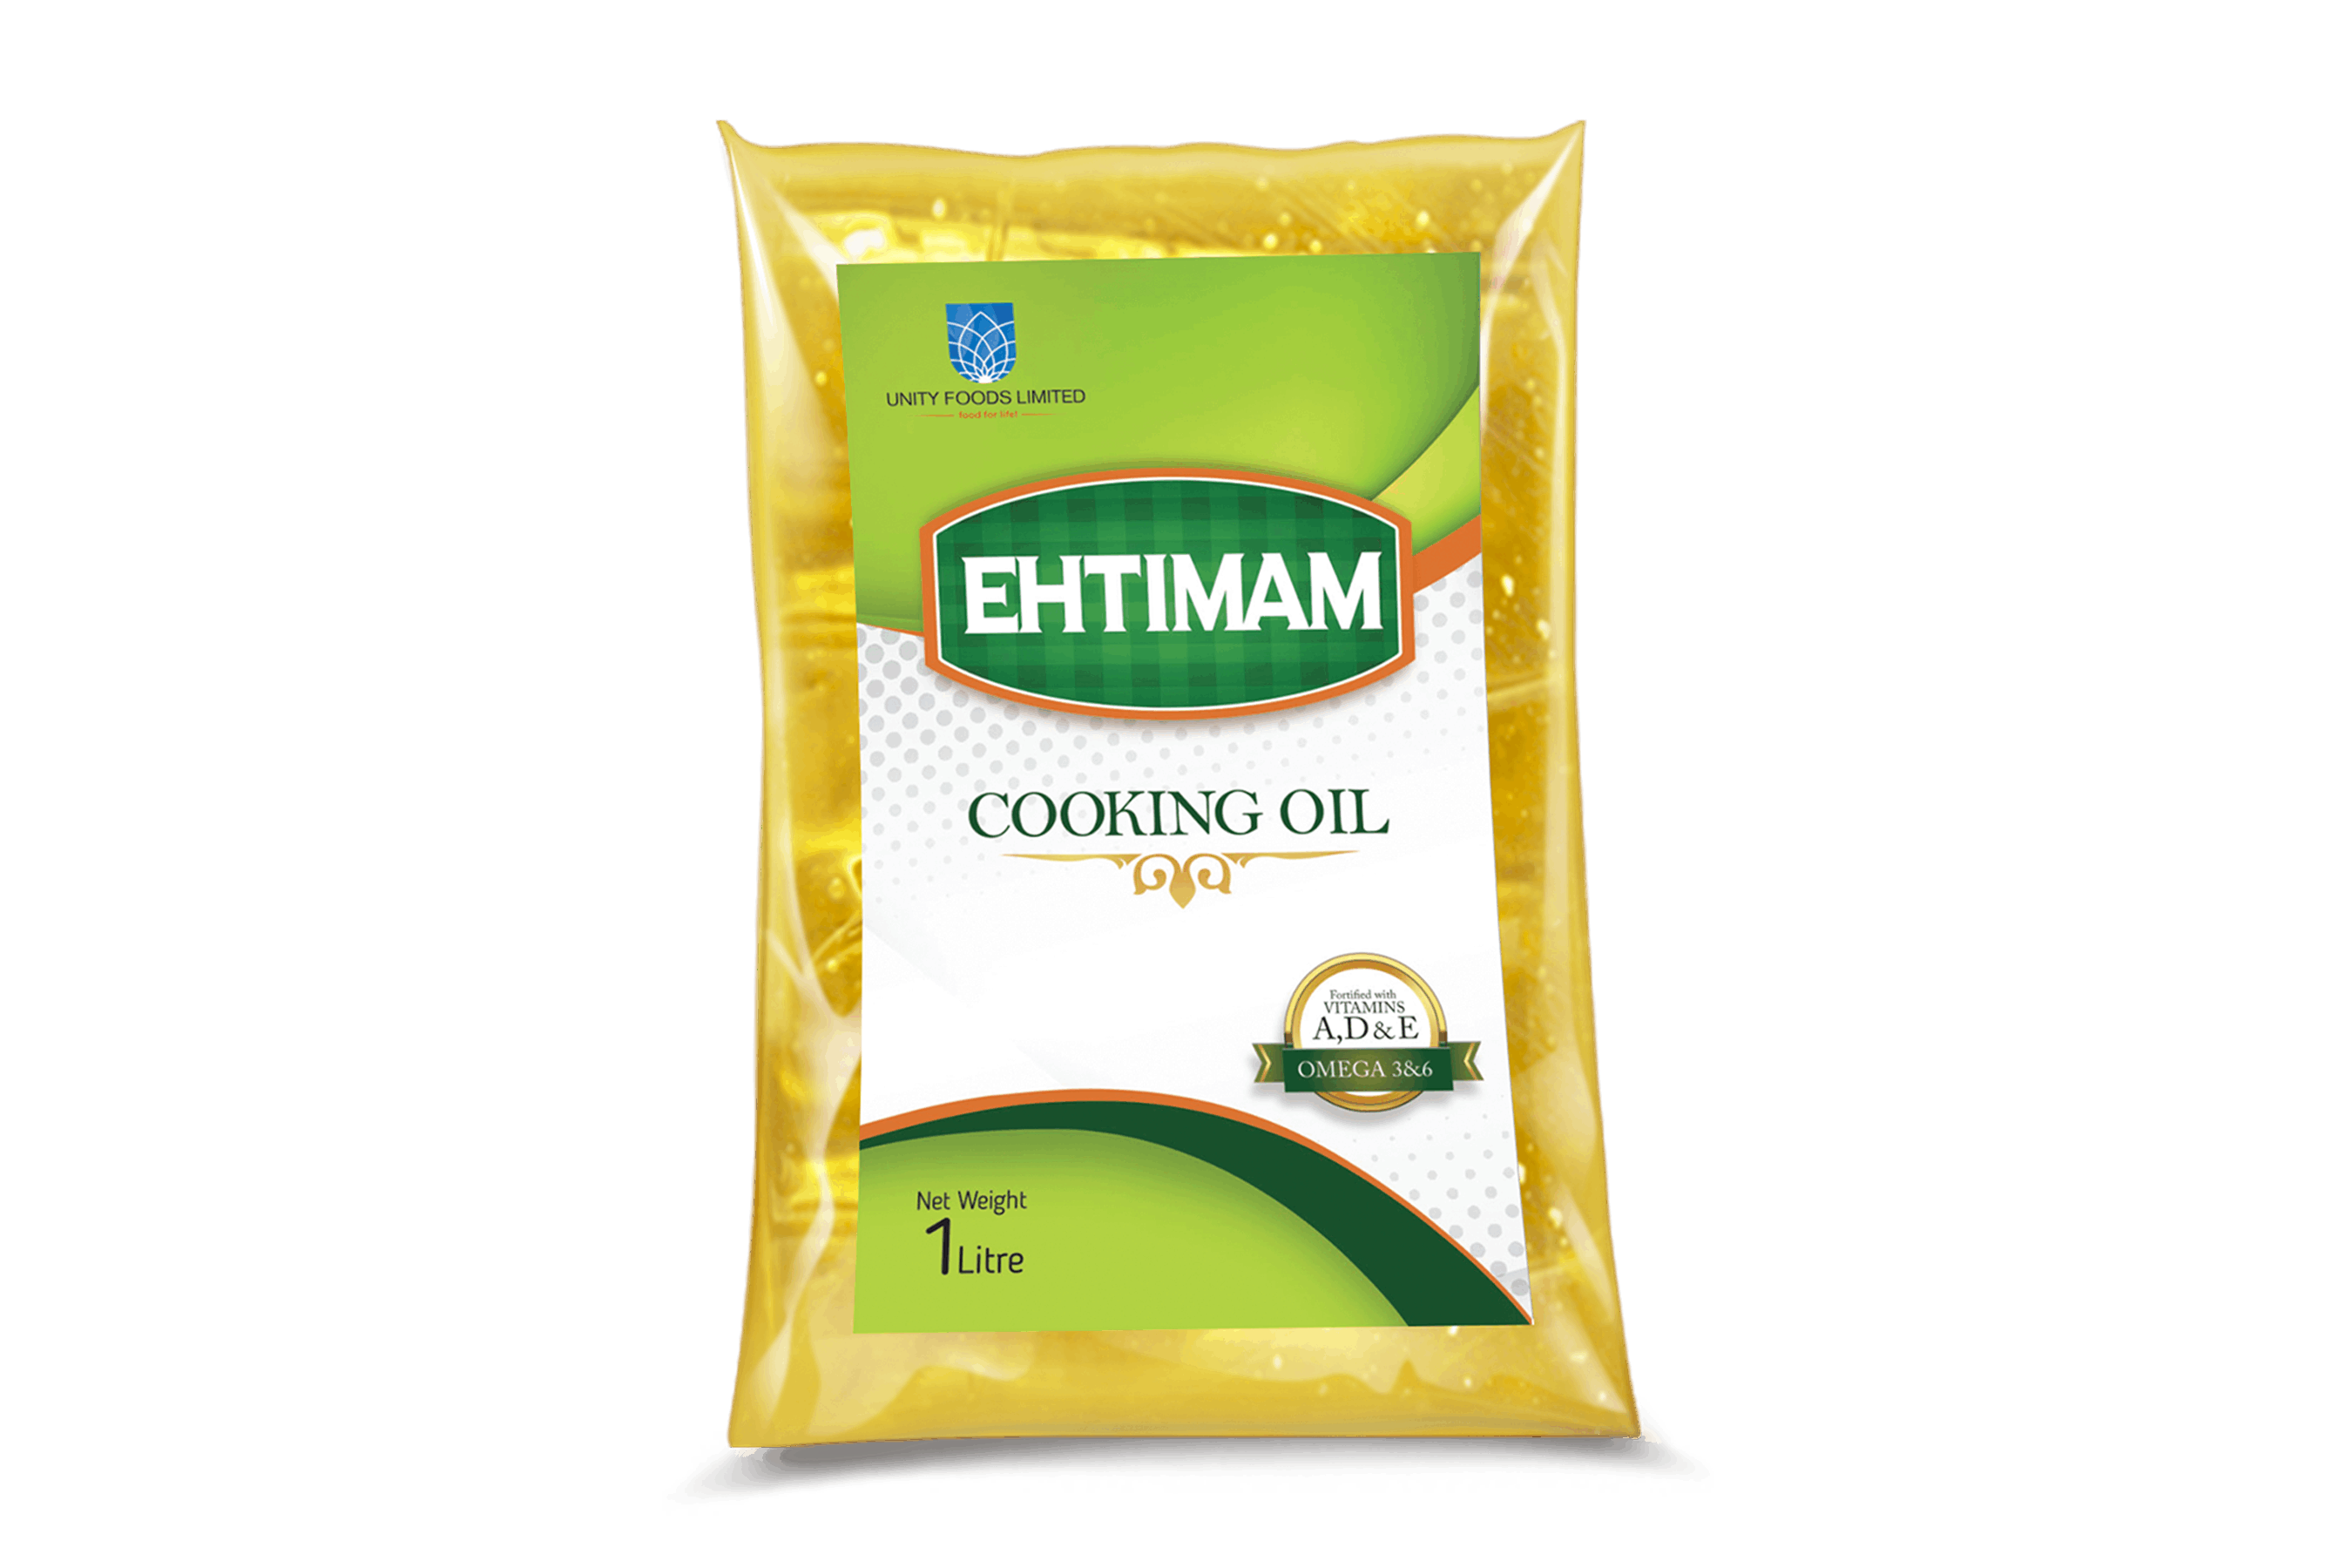 UNITY FOODS LIMITED
food for life!
EHTIMAM
COOKING OIL
Fortified with
VITAMINS
A,D & E
OMEGA 3&6
Net Weight
1 Litre